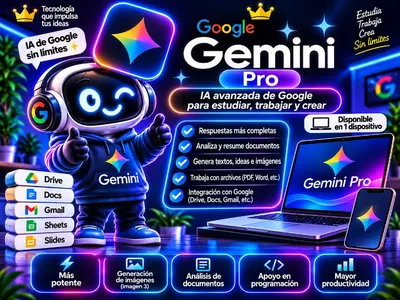 Tecnología
que impulsa
tus ideas
IA de Google
sin límites
Google
Gemini
Pro
IA avanzada de Google
para estudiar, trabajar y crear
Estudia
Trabaja
Crea
Sin límites
Respuestas más completas
Analiza y resume documentos
Genera textos, ideas e imágenes
Trabaja con archivos (PDF, Word, etc.)
Integración con Google
(Drive, Docs, Gmail, etc.)
Disponible
en 1 dispositivo
Gemini Pro
G
Gemini
Drive
Docs
Gmail
Sheets
Slides
Más
potente
Generación
de imágenes
(imagen 3)
Análisis de
documentos
Apoyo en
programación
Mayor
productividad